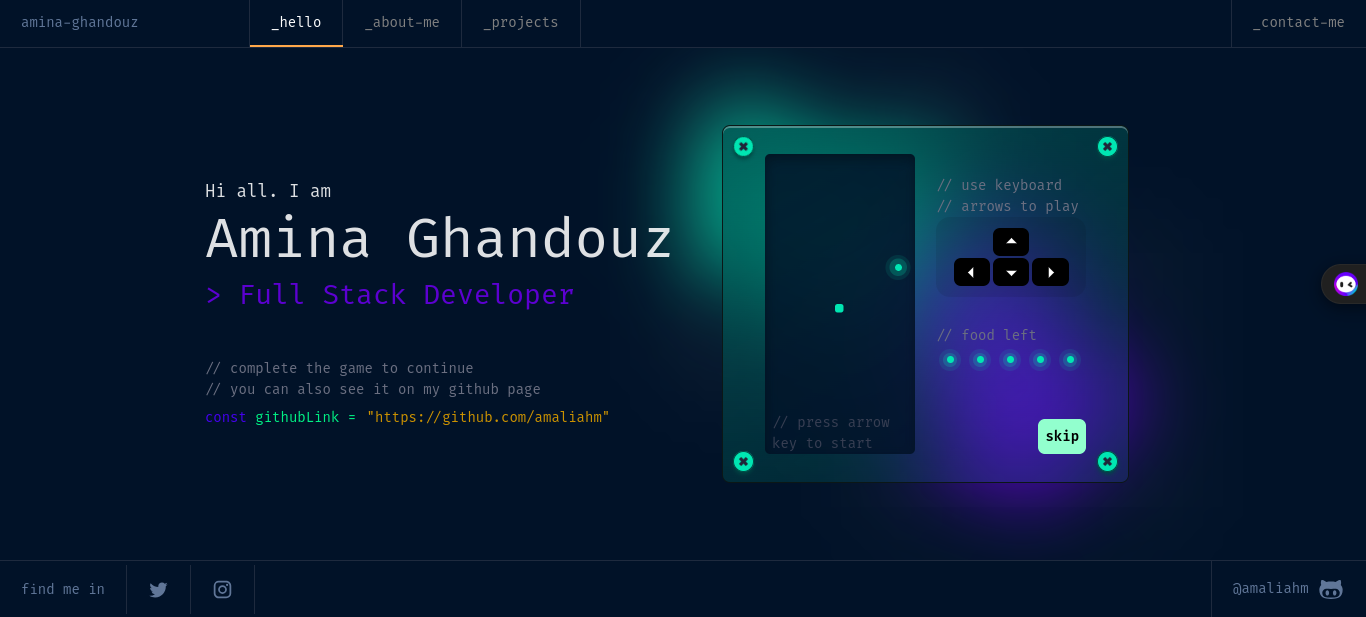 amina-ghandouz
_hello
_about-me
_projects
_contact-me
Hi all. I am
Amina Ghandouz
> Full Stack Developer
// complete the game to continue
// you can also see it on my github page
const githubLink = "https://github.com/amaliahm"
// use keyboard
// arrows to play
// food left
// press arrow
key to start
skip
find me in
@amaliahm